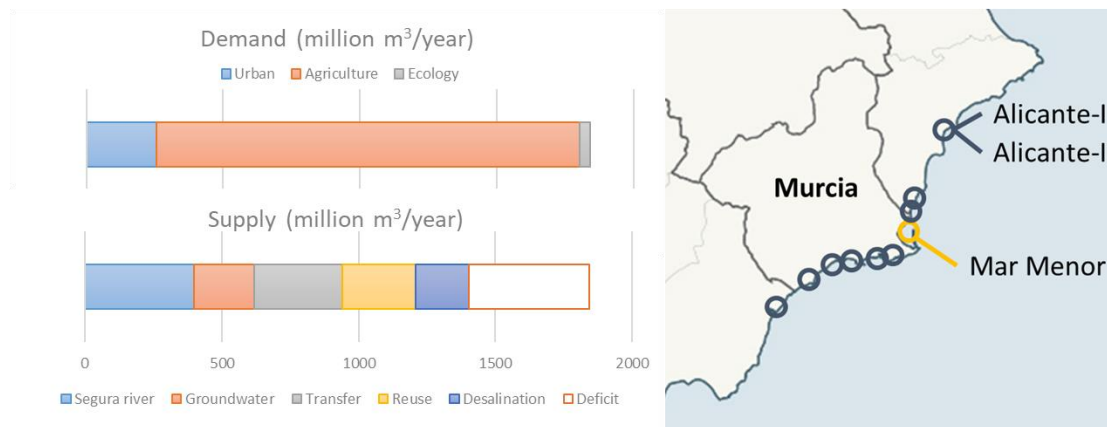 Demand (million m³/year)
Urban Agriculture Ecology
Supply (million m³/year)
0 500 1000 1500 2000
Segura river Groundwater Transfer Reuse Desalination Deficit
Murcia
Alicante-I
Alicante-I
Mar Menor